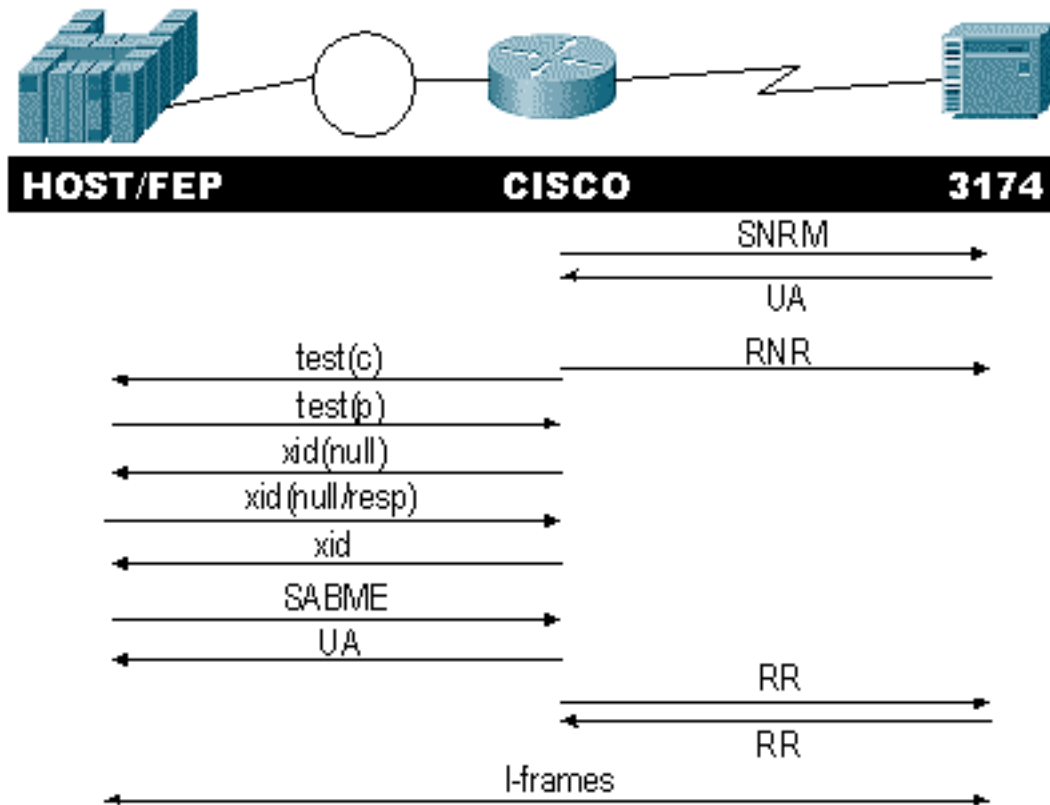 HOST/FEP CISCO 3174
SNRM
UA
test(c) RNR
test(p)
xid(null)
xid(null/resp)
xid
SABME
UA
RR
RR
I-frames